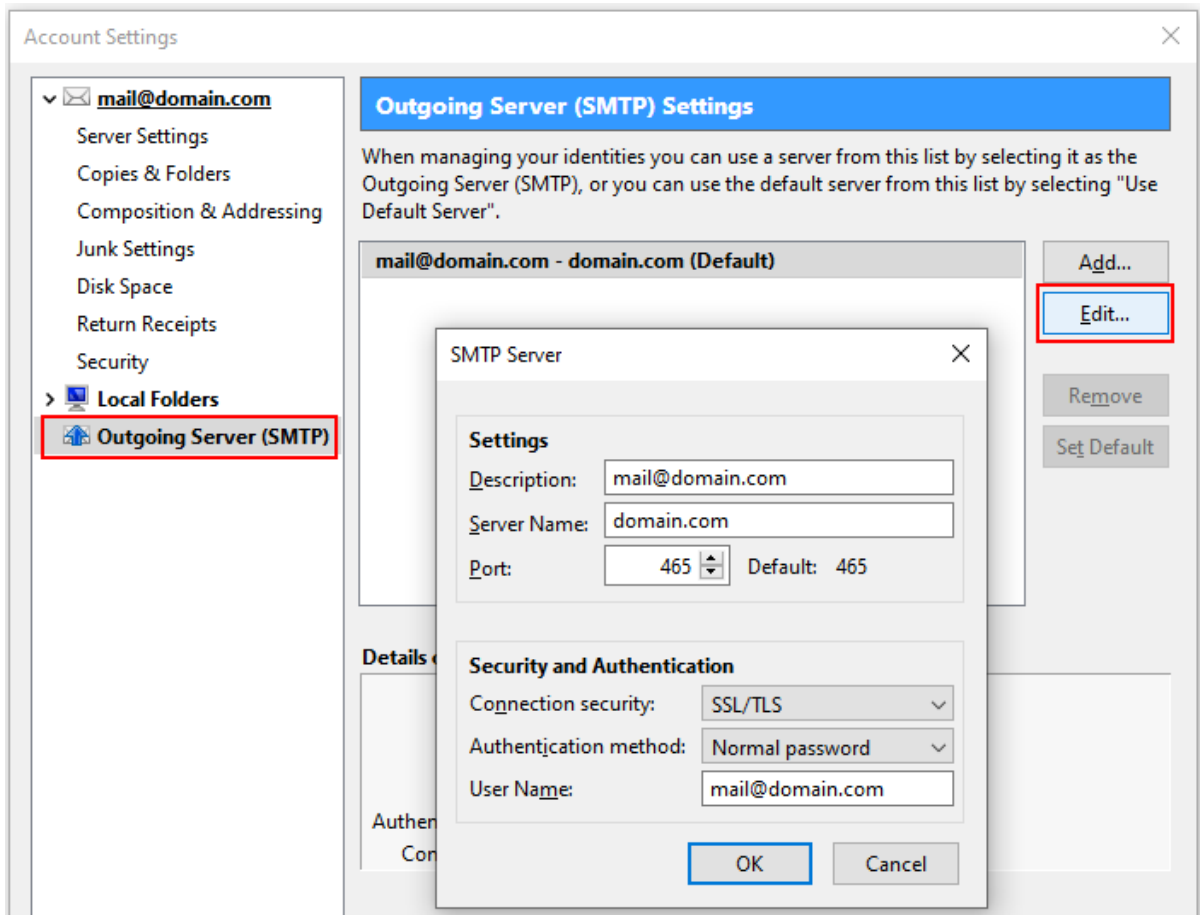 Account Settings
mail@domain.com
Server Settings
Copies & Folders
Composition & Addressing
Junk Settings
Disk Space
Return Receipts
Security
Local Folders
Outgoing Server (SMTP)
Outgoing Server (SMTP) Settings
When managing your identities you can use a server from this list by selecting it as the
Outgoing Server (SMTP), or you can use the default server from this list by selecting "Use
Default Server".
mail@domain.com - domain.com (Default)
Add...
Edit...
Remove
Set Default
Details
SMTP Server
Settings
Description: mail@domain.com
Server Name: domain.com
Port: 465 Default: 465
Security and Authentication
Connection security: SSL/TLS
Authentication method: Normal password
User Name: mail@domain.com
Authen
Con
OK Cancel